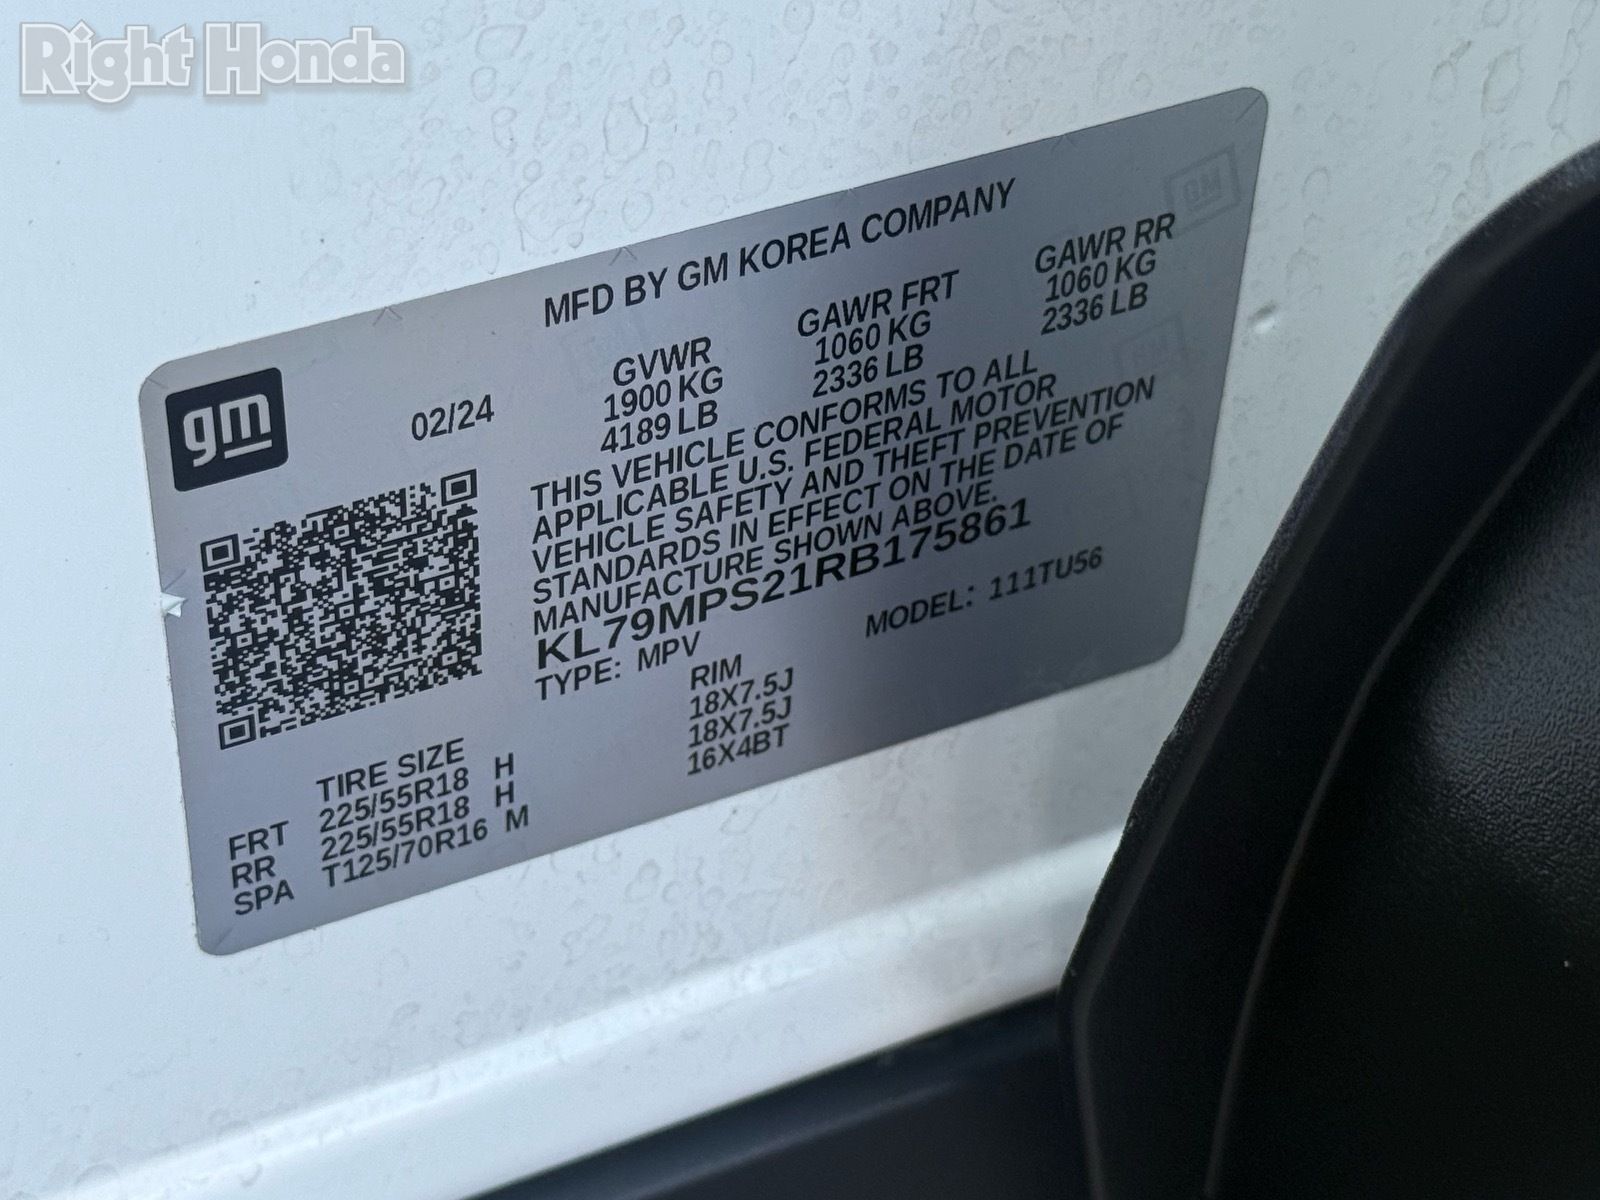 Right Honda
MFD BY GM KOREA COMPANY
gm
02/24
GVWR
1900 KG
4189 LB
GAWR FRT
1060 KG
2336 LB
GAWR RR
1060 KG
2336 LB
THIS VEHICLE CONFORMS TO ALL
APPLICABLE U.S. FEDERAL MOTOR
VEHICLE SAFETY AND THEFT PREVENTION
STANDARDS IN EFFECT ON THE DATE OF
MANUFACTURE SHOWN ABOVE.
KL79MPS21RB175861
TYPE: MPV
MODEL: 111TU56
TIRE SIZE
RIM
FRT 225/55R18 H 18X7.5J
RR 225/55R18 H 18X7.5J
SPA T125/70R16 M 16X4BT